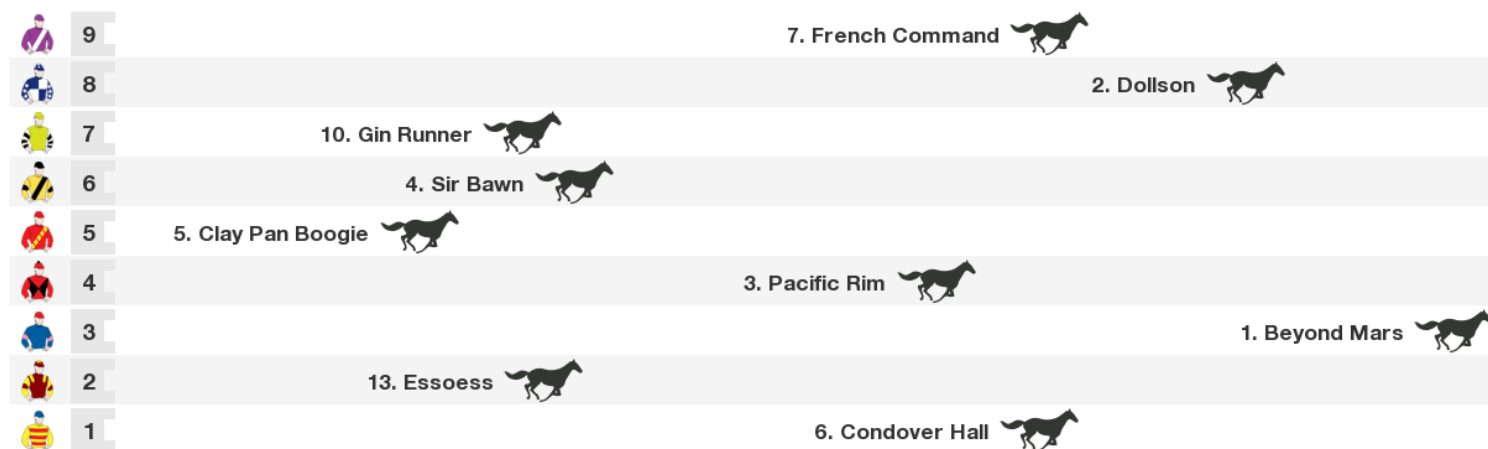 9 7. French Command
8 2. Dollson
7 10. Gin Runner
6 4. Sir Bawn
5 5. Clay Pan Boogie
4 3. Pacific Rim
3 1. Beyond Mars
2 13. Essoess
1 6. Condover Hall